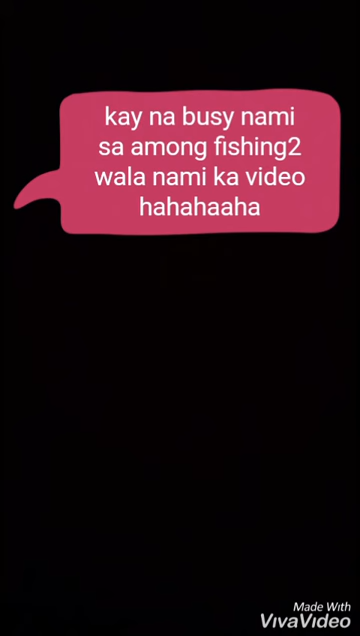 kay na busy nami
sa among fishing2
wala nami ka video
hahahaaha
Made With
VivaVideo